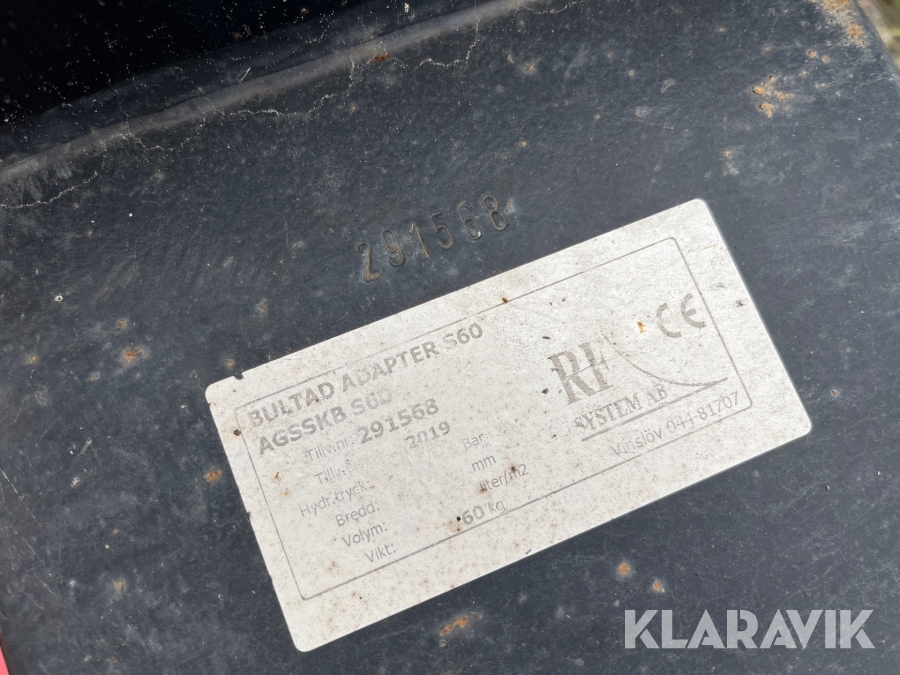 291568
BULTAD ADAPTER S60
AGSSKB S60
Tillv.nr: 291568
Tillv.år: 2019
Hydr.tryck: Bar
Bredd: mm
Volym: liter/m2
Vikt: 60 kg
CE
RF
SYSTEM AB
Vinslöv 044-81707
KLARAVIK